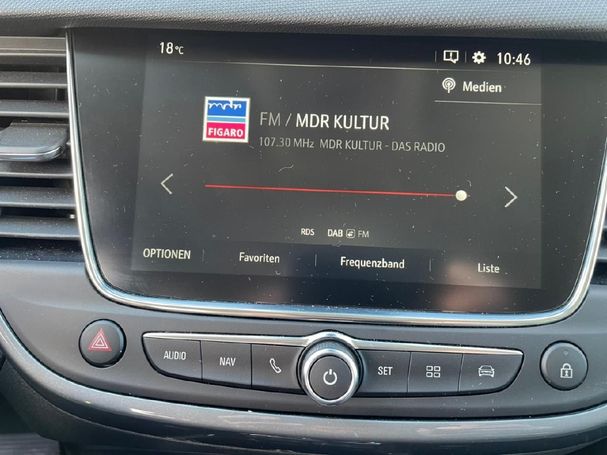 18°C
10:46
Medien
mdr
FIGARO
FM / MDR KULTUR
107.30 MHz MDR KULTUR - DAS RADIO
RDS DAB FM
OPTIONEN Favoriten Frequenzband Liste
AUDIO NAV SET